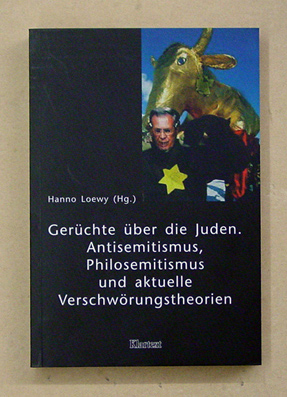 Hanno Loewy (Hg.)
Gerüchte über die Juden.
Antisemitismus,
Philosemitismus
und aktuelle
Verschwörungstheorien
Klartext